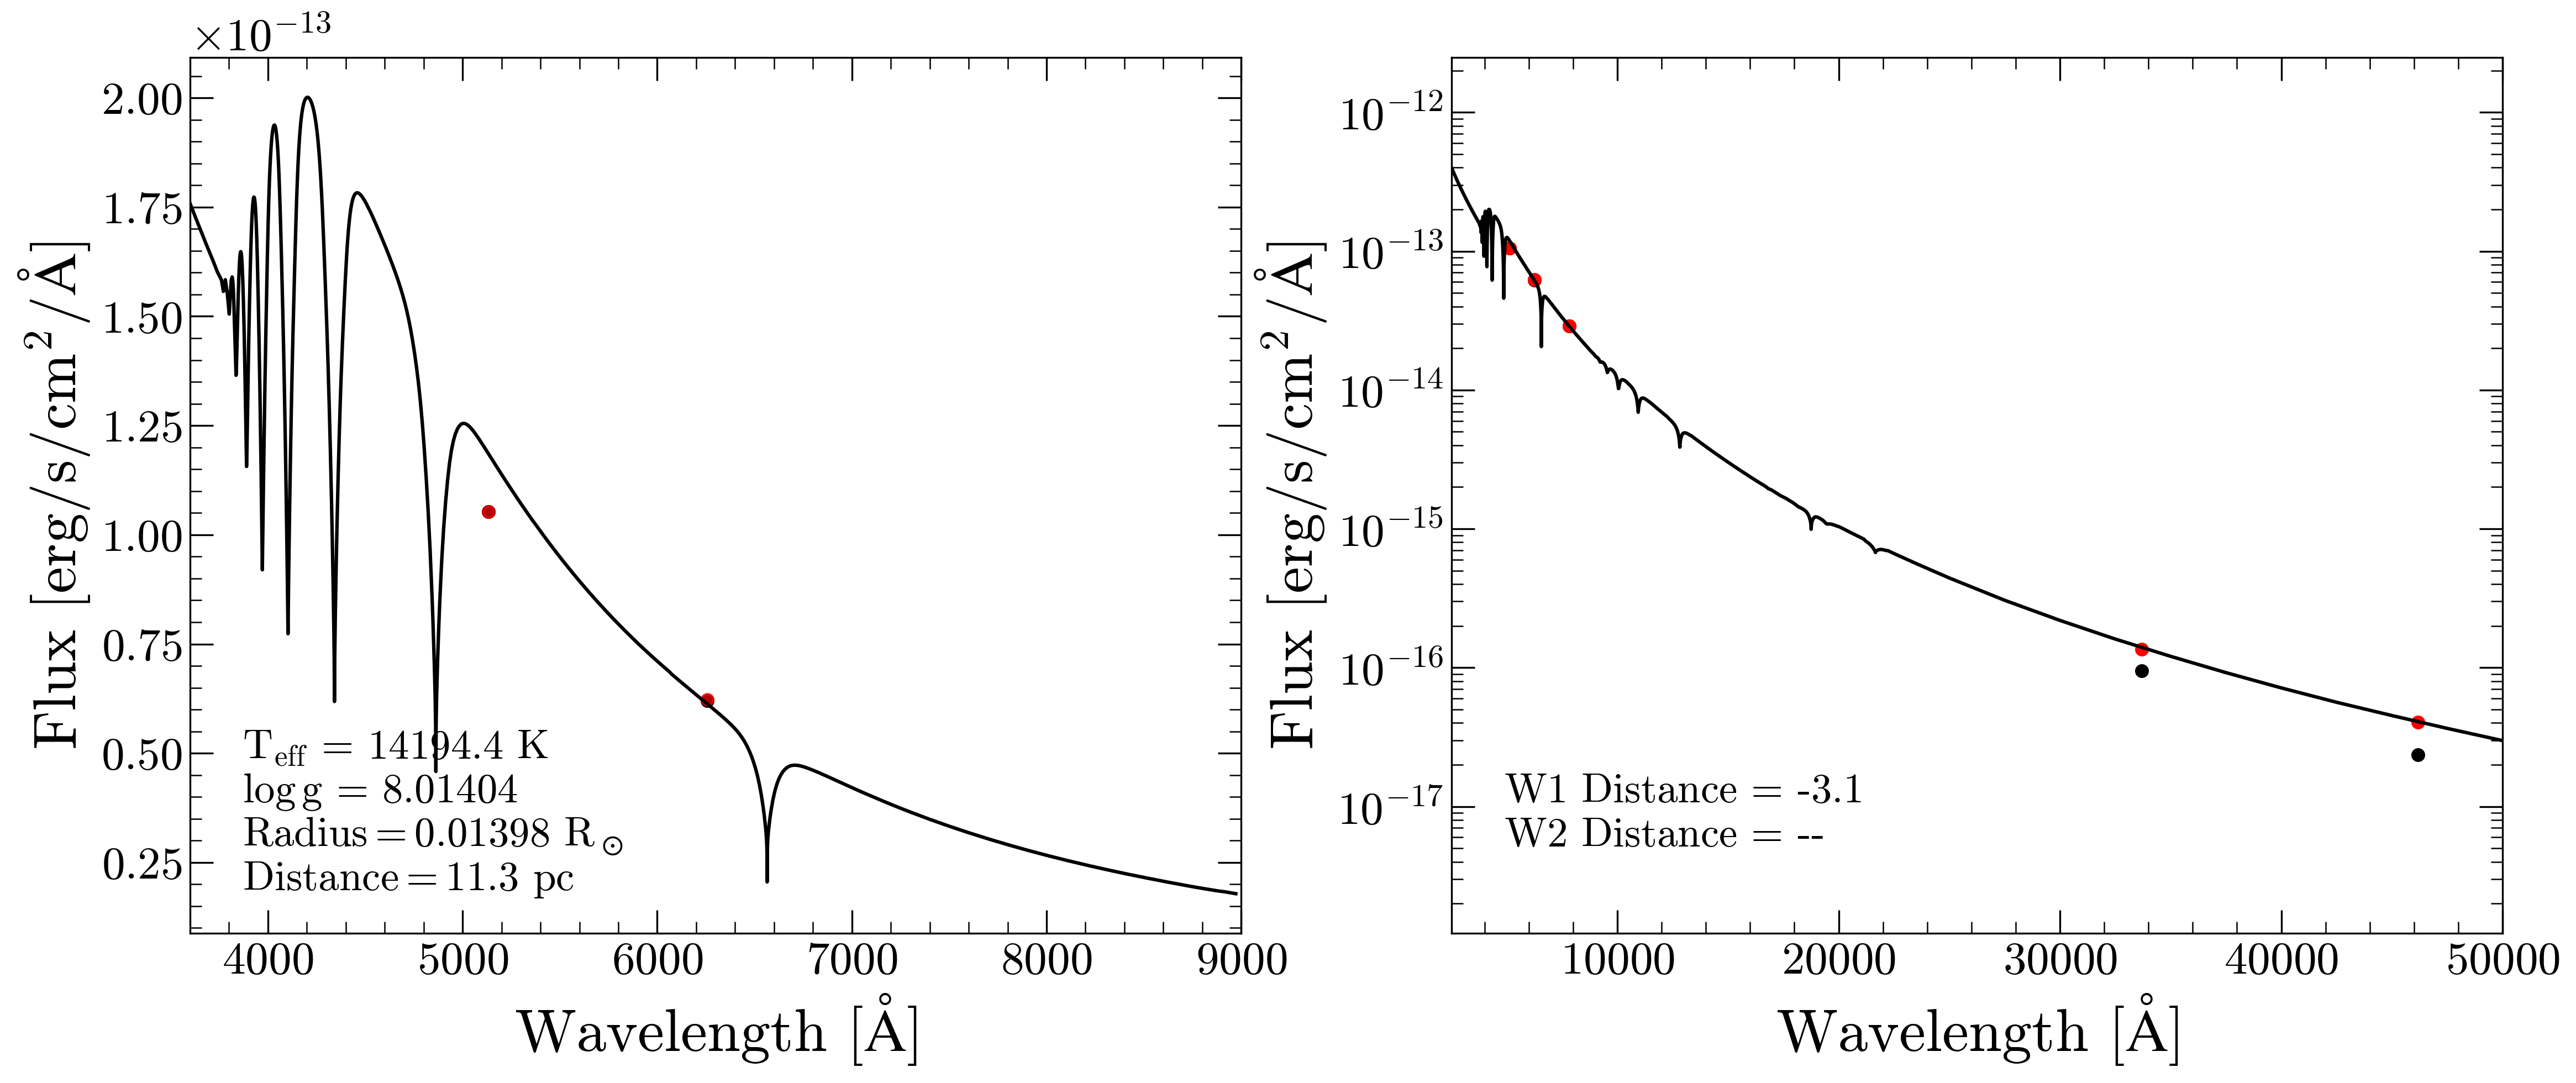 ×10⁻¹³
2.00
1.75
1.50
1.25
1.00
0.75
0.50
0.25
Flux [erg/s/cm²/Å]
T_eff = 14194.4 K
log g = 8.01404
Radius = 0.01398 R_⊙
Distance = 11.3 pc
4000 5000 6000 7000 8000 9000
Wavelength [Å]
10⁻¹²
10⁻¹³
10⁻¹⁴
10⁻¹⁵
10⁻¹⁶
10⁻¹⁷
Flux [erg/s/cm²/Å]
W1 Distance = -3.1
W2 Distance = --
10000 20000 30000 40000 50000
Wavelength [Å]